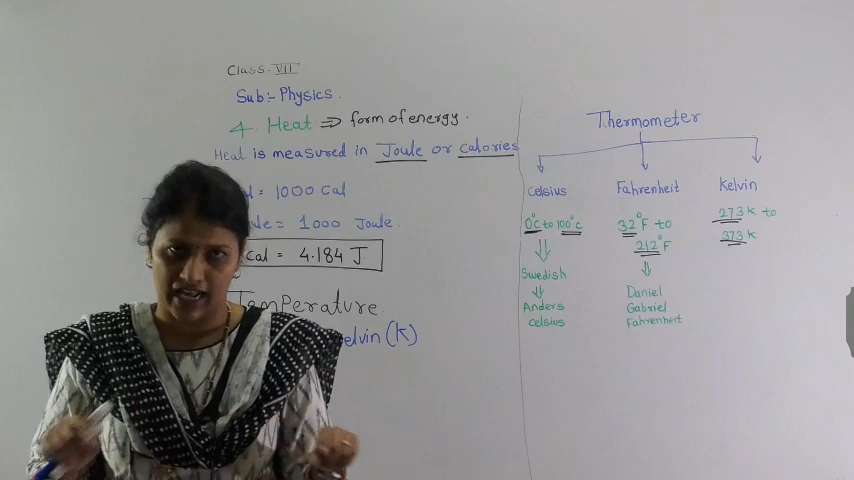 Class-VII
Sub:- Physics.
4. Heat ⇒ form of energy.
Heat is measured in Joule or calories
= 1000 Cal
= 1000 Joule.
cal = 4.184 J.
Temperature
elvin (K)
Thermometer
Celsius
Fahrenheit
Kelvin
0°C to 100°C
32°F to
212°F
273 K to
373 K
Swedish
Anders
Celsius
Daniel
Gabriel
Fahrenheit